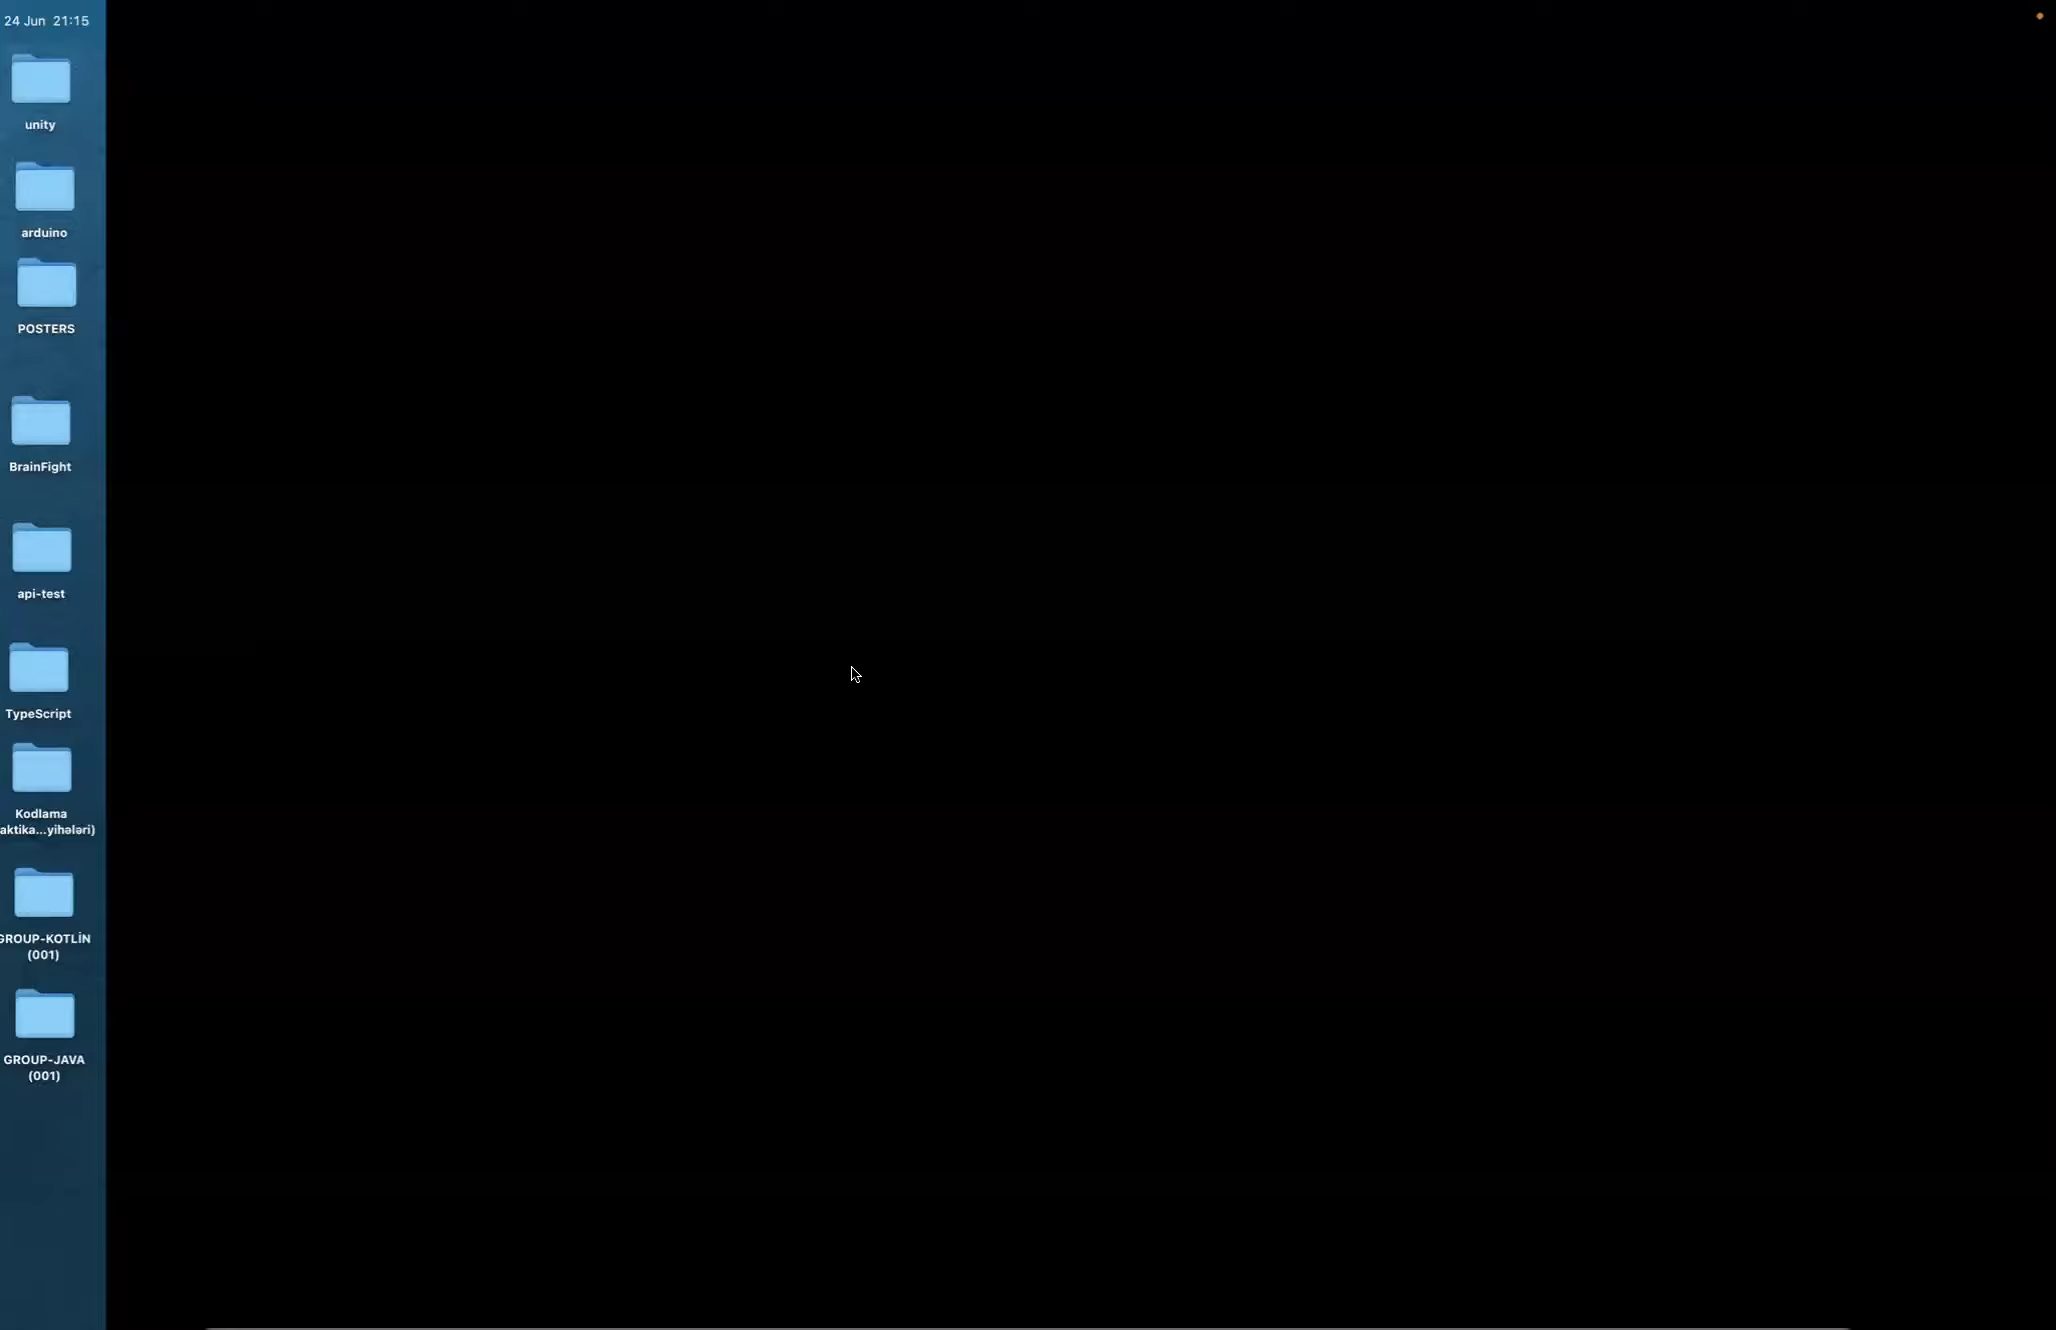 24 Jun 21:15
unity
arduino
POSTERS
BrainFight
api-test
TypeScript
Kodlama
aktika...yihələri)
GROUP-KOTLİN
(001)
GROUP-JAVA
(001)